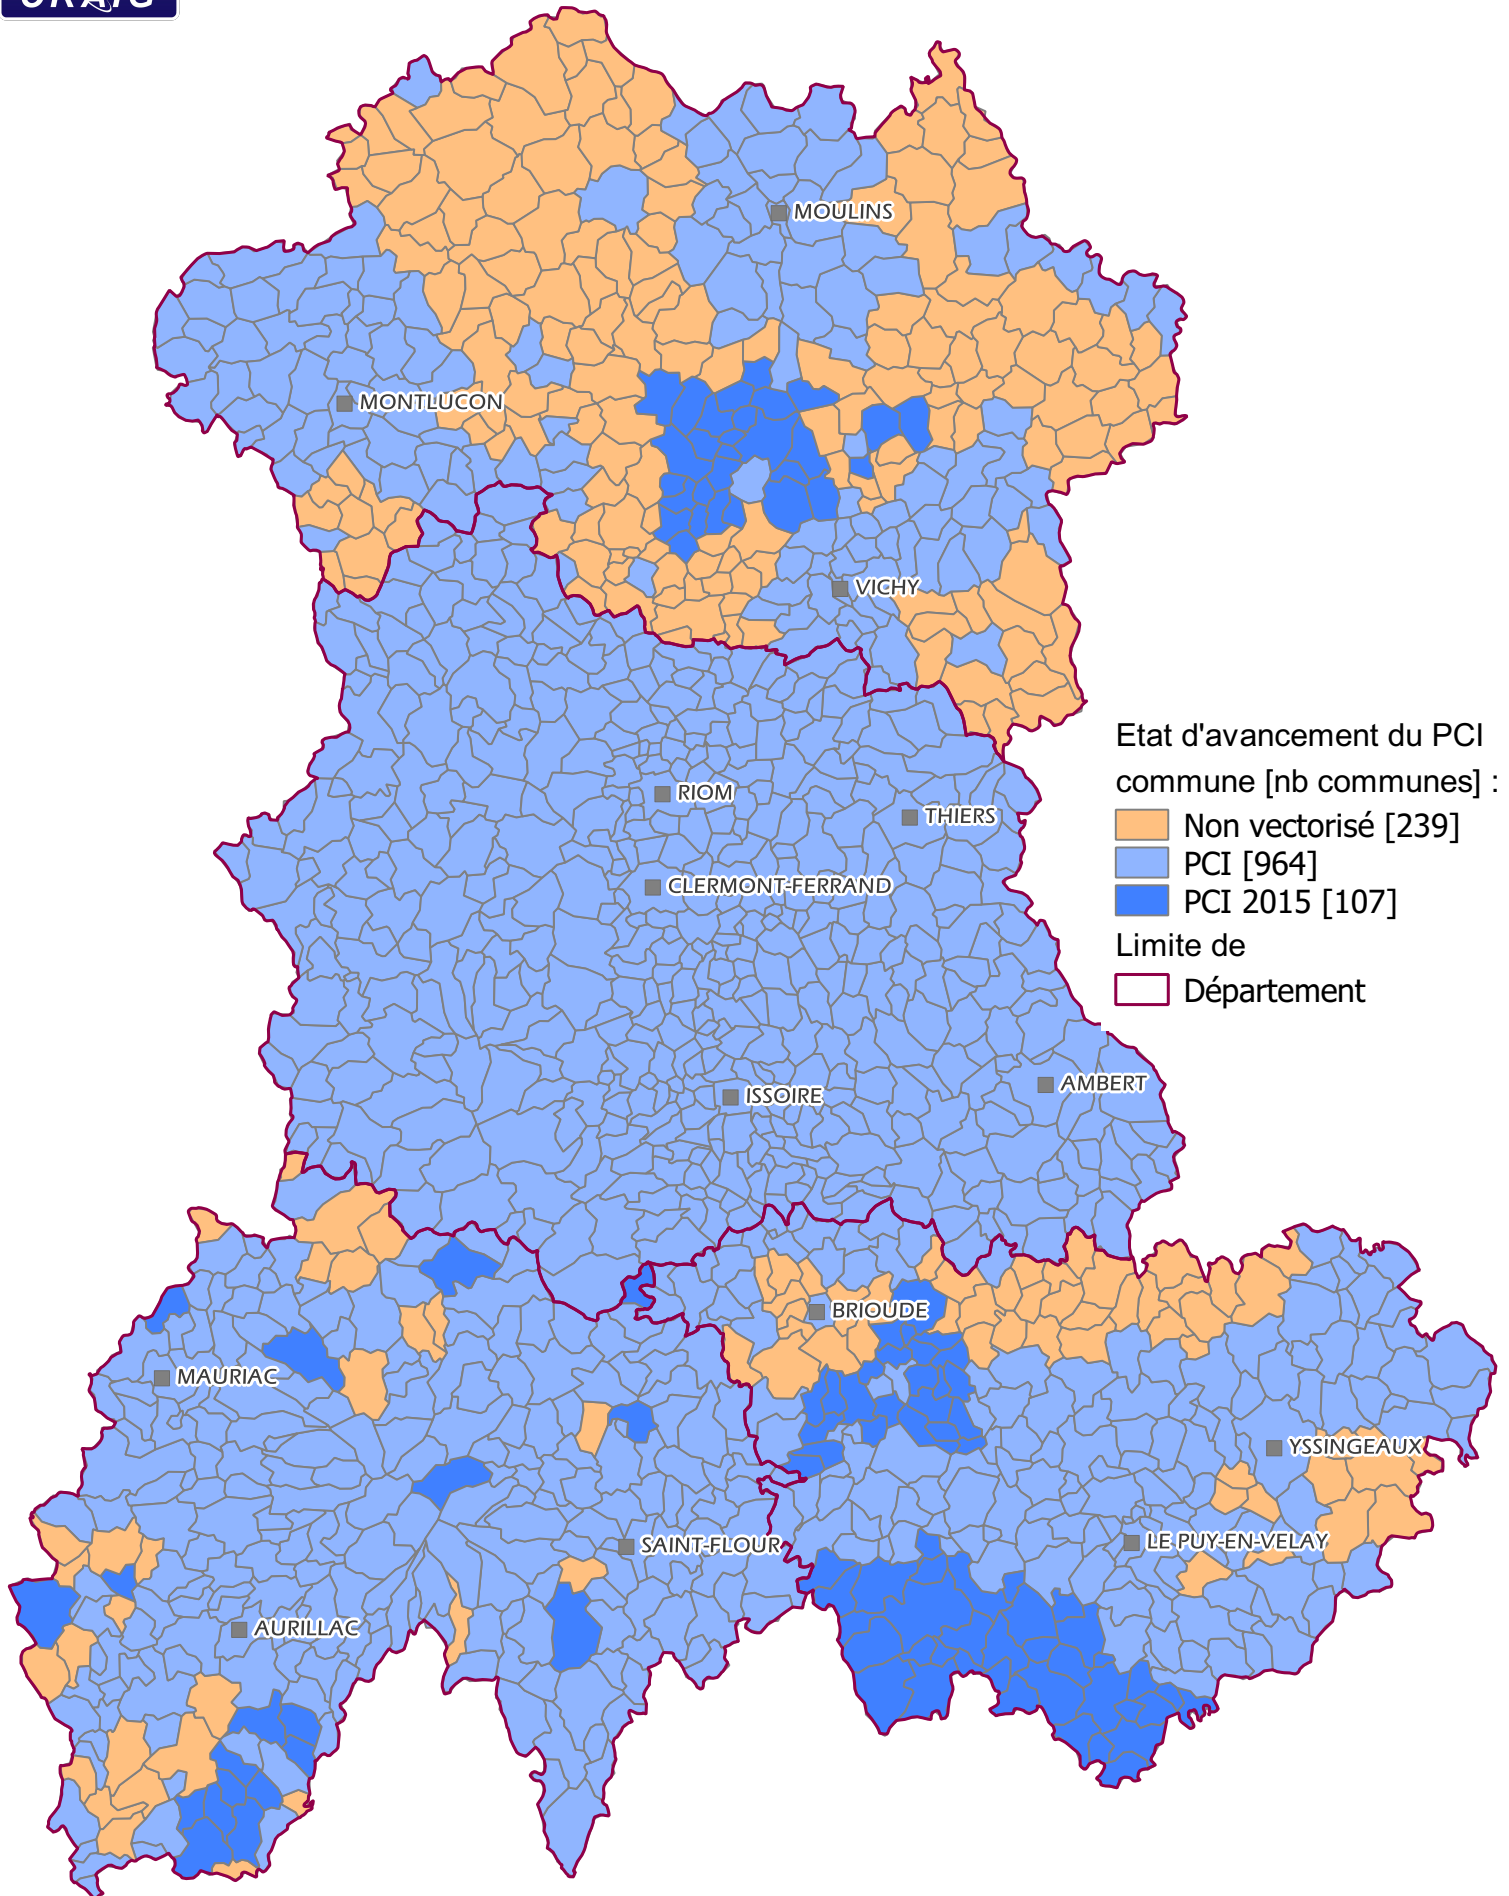 CRAIG
MOULINS
MONTLUCON
VICHY
Etat d'avancement du PCI
commune [nb communes] :
Non vectorisé [239]
PCI [964]
PCI 2015 [107]
Limite de
Département
RIOM
THIERS
CLERMONT-FERRAND
ISSOIRE
AMBERT
BRIOUDE
MAURIAC
YSSINGEAUX
SAINT-FLOUR
LE PUY-EN-VELAY
AURILLAC